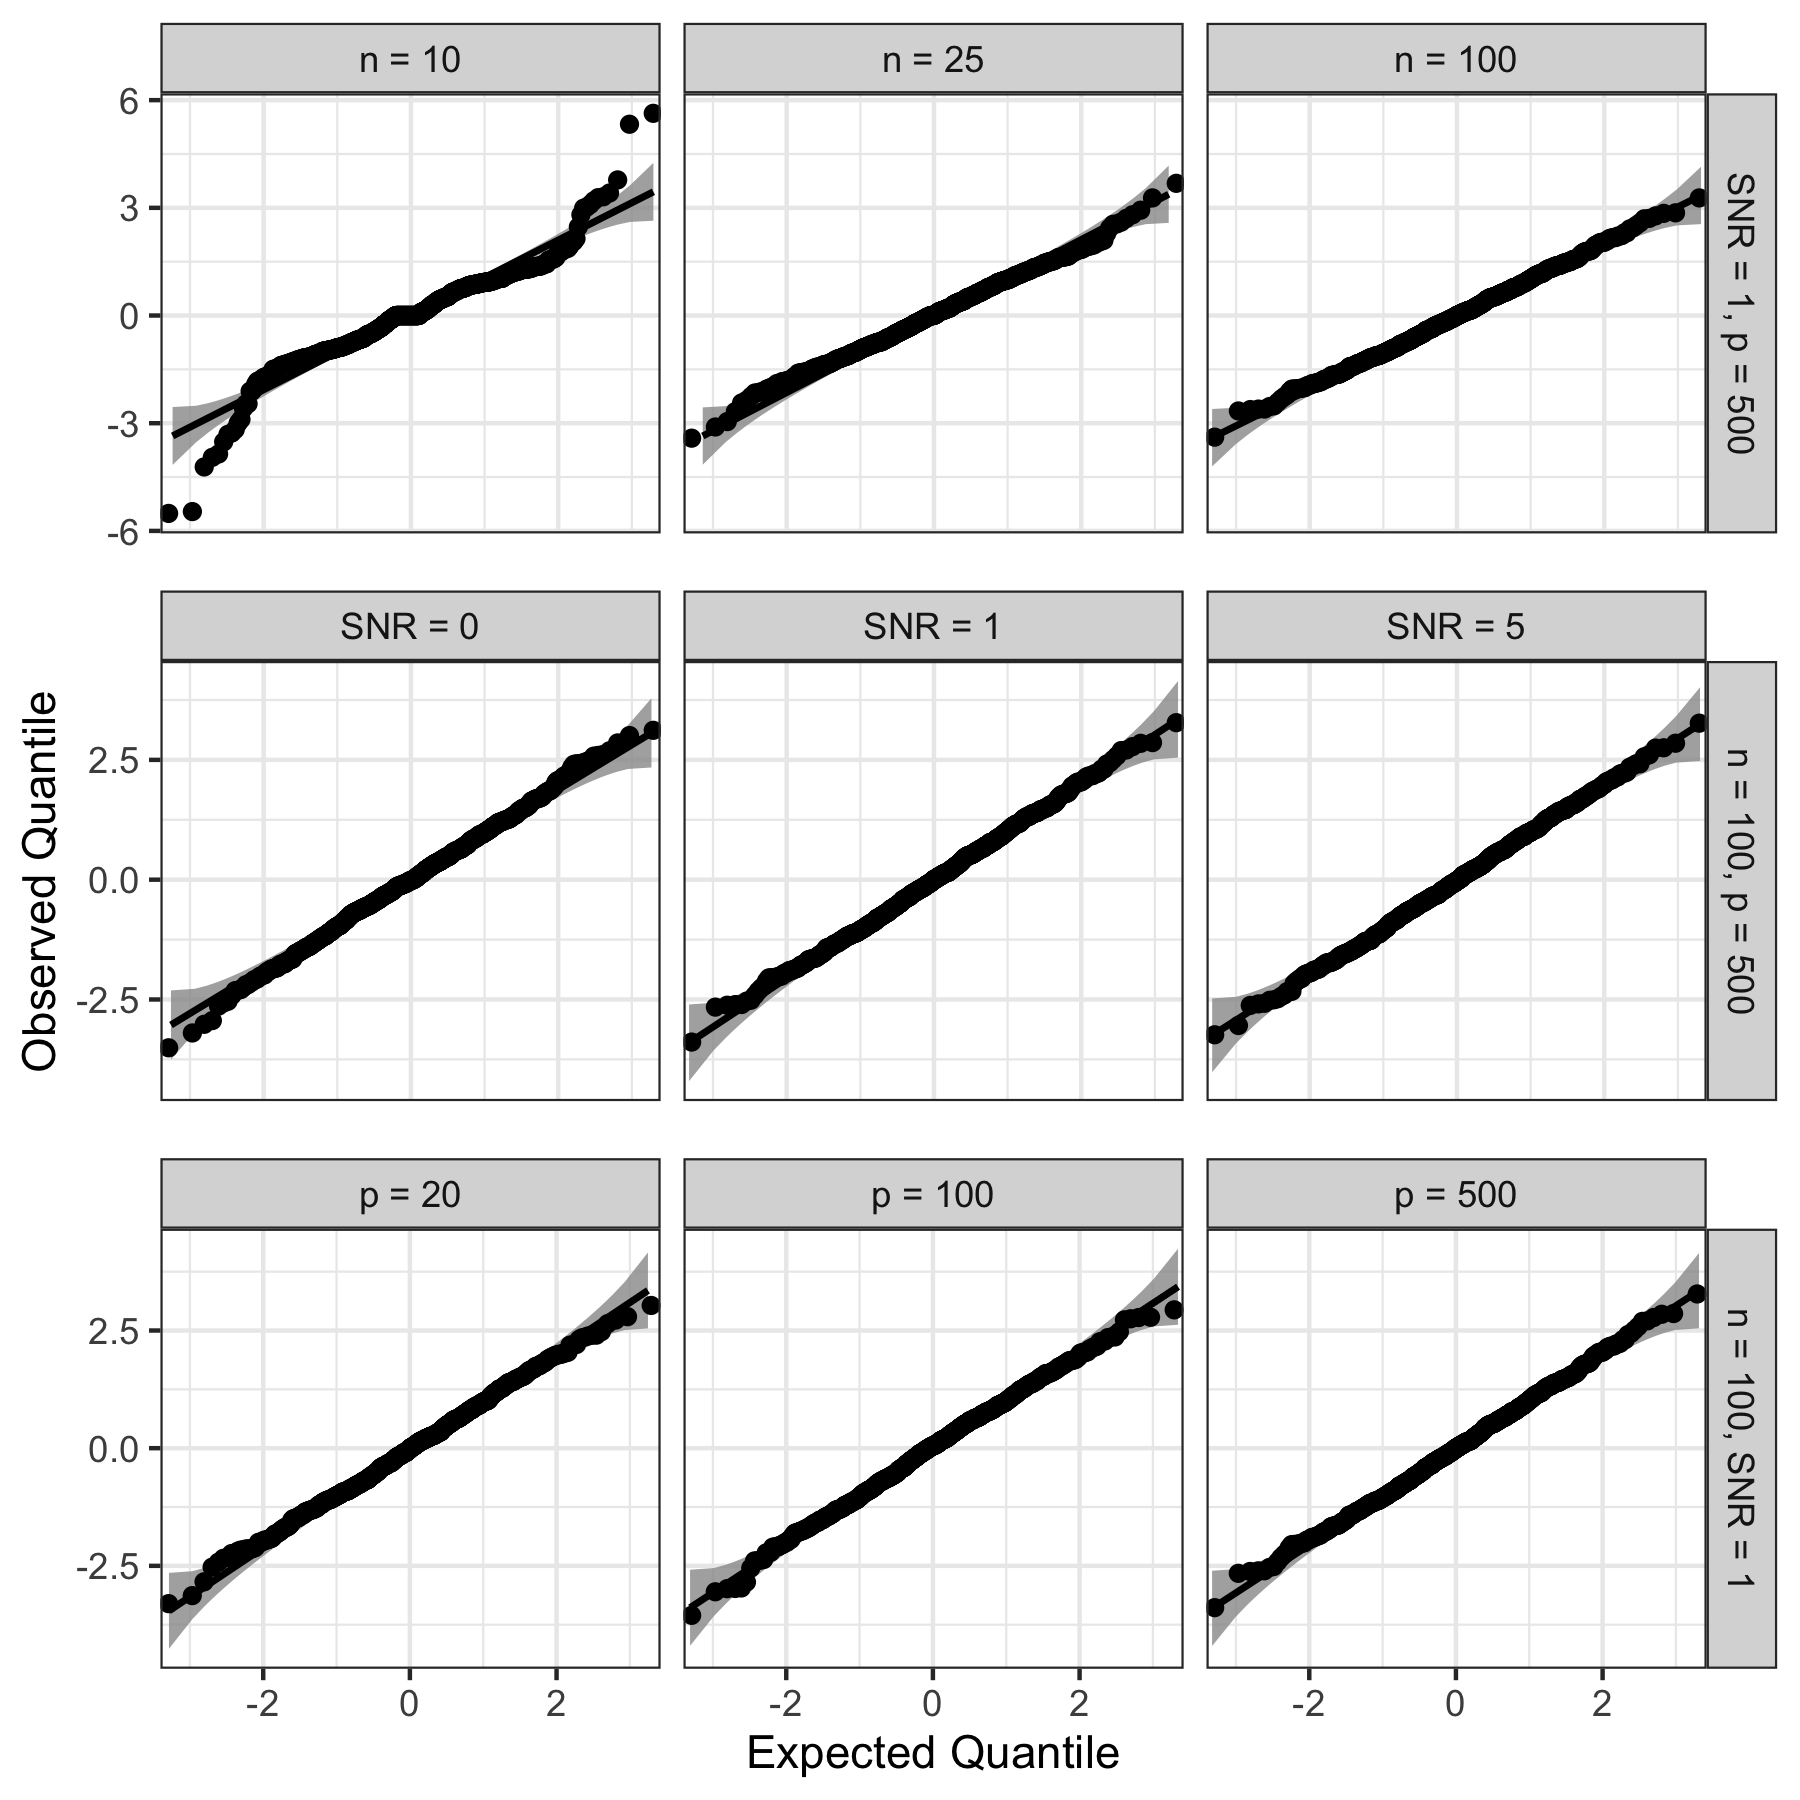 n = 10
n = 25
n = 100
6
3
0
-3
-6
SNR = 1, p = 500
SNR = 0
SNR = 1
SNR = 5
2.5
0.0
-2.5
n = 100, p = 500
Observed Quantile
p = 20
p = 100
p = 500
2.5
0.0
-2.5
n = 100, SNR = 1
-2 0 2 -2 0 2 -2 0 2
Expected Quantile